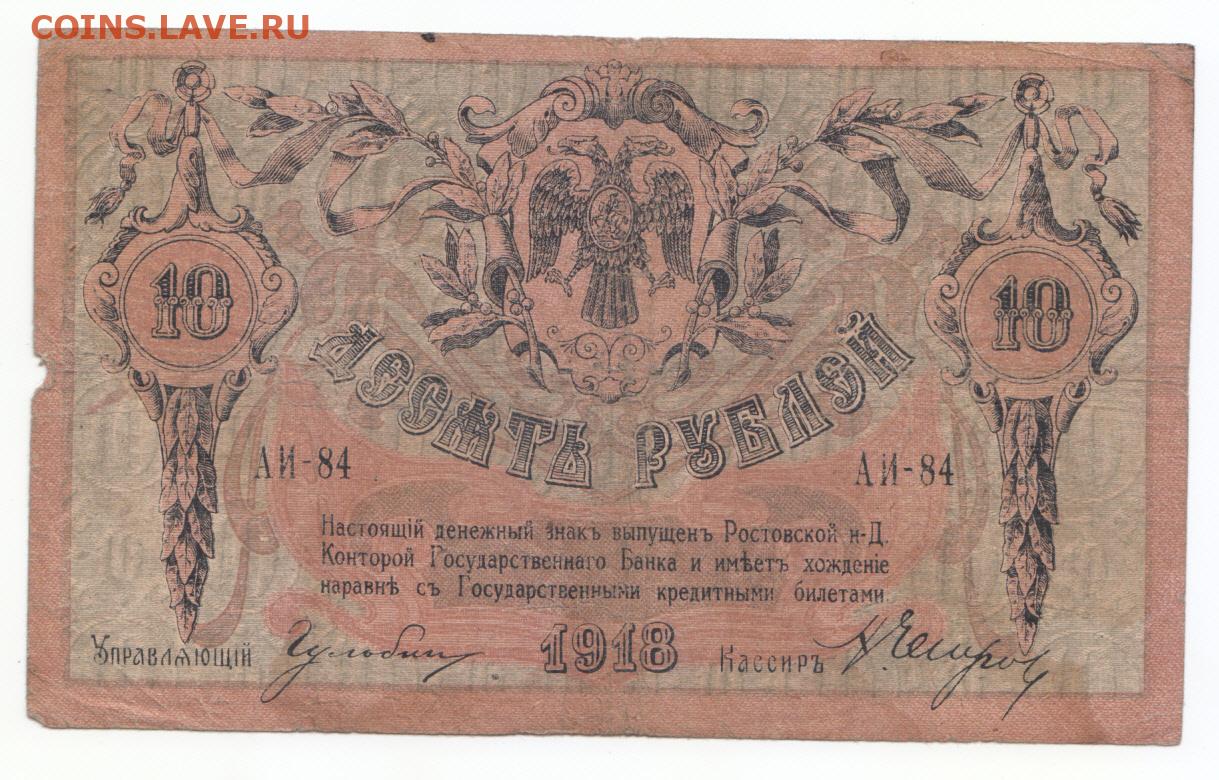 COINS.LAVE.RU
10 10
ДЕСЯТЬ РУБЛЕЙ
АИ-84 АИ-84
Настоящій денежный знакъ выпущенъ Ростовской н-Д.
Конторой Государственнаго Банка и имѣетъ хожденіе
наравнѣ съ Государственными кредитными билетами.
Управляющій 1918 Кассиръ